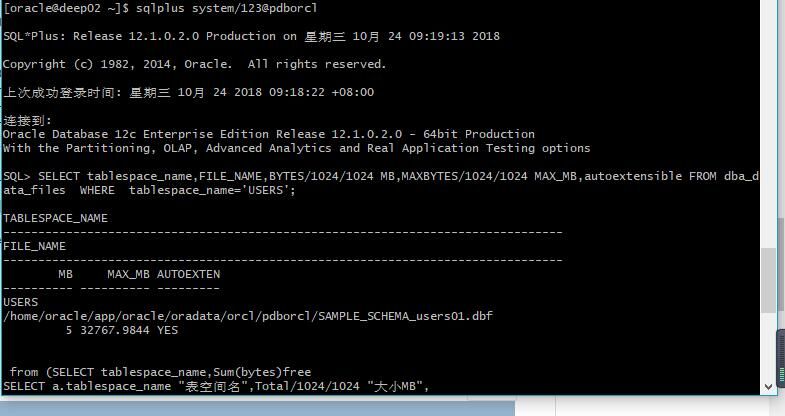 [oracle@deep02 ~]$ sqlplus system/123@pdborcl
SQL*Plus: Release 12.1.0.2.0 Production on 星期三 10月 24 09:19:13 2018
Copyright (c) 1982, 2014, Oracle.  All rights reserved.
上次成功登录时间: 星期三 10月 24 2018 09:18:22 +08:00
连接到:
Oracle Database 12c Enterprise Edition Release 12.1.0.2.0 - 64bit Production
With the Partitioning, OLAP, Advanced Analytics and Real Application Testing options
SQL> SELECT tablespace_name,FILE_NAME,BYTES/1024/1024 MB,MAXBYTES/1024/1024 MAX_MB,autoextensible FROM dba_d
ata_files  WHERE  tablespace_name='USERS';
TABLESPACE_NAME
--------------------------------------------------------------------------------
FILE_NAME
--------------------------------------------------------------------------------
        MB     MAX_MB AUTOEXTEN
---------- ---------- ---------
USERS
/home/oracle/app/oracle/oradata/orcl/pdborcl/SAMPLE_SCHEMA_users01.dbf
         5 32767.9844 YES
 from (SELECT tablespace_name,Sum(bytes)free
SELECT a.tablespace_name "表空间名",Total/1024/1024 "大小MB",